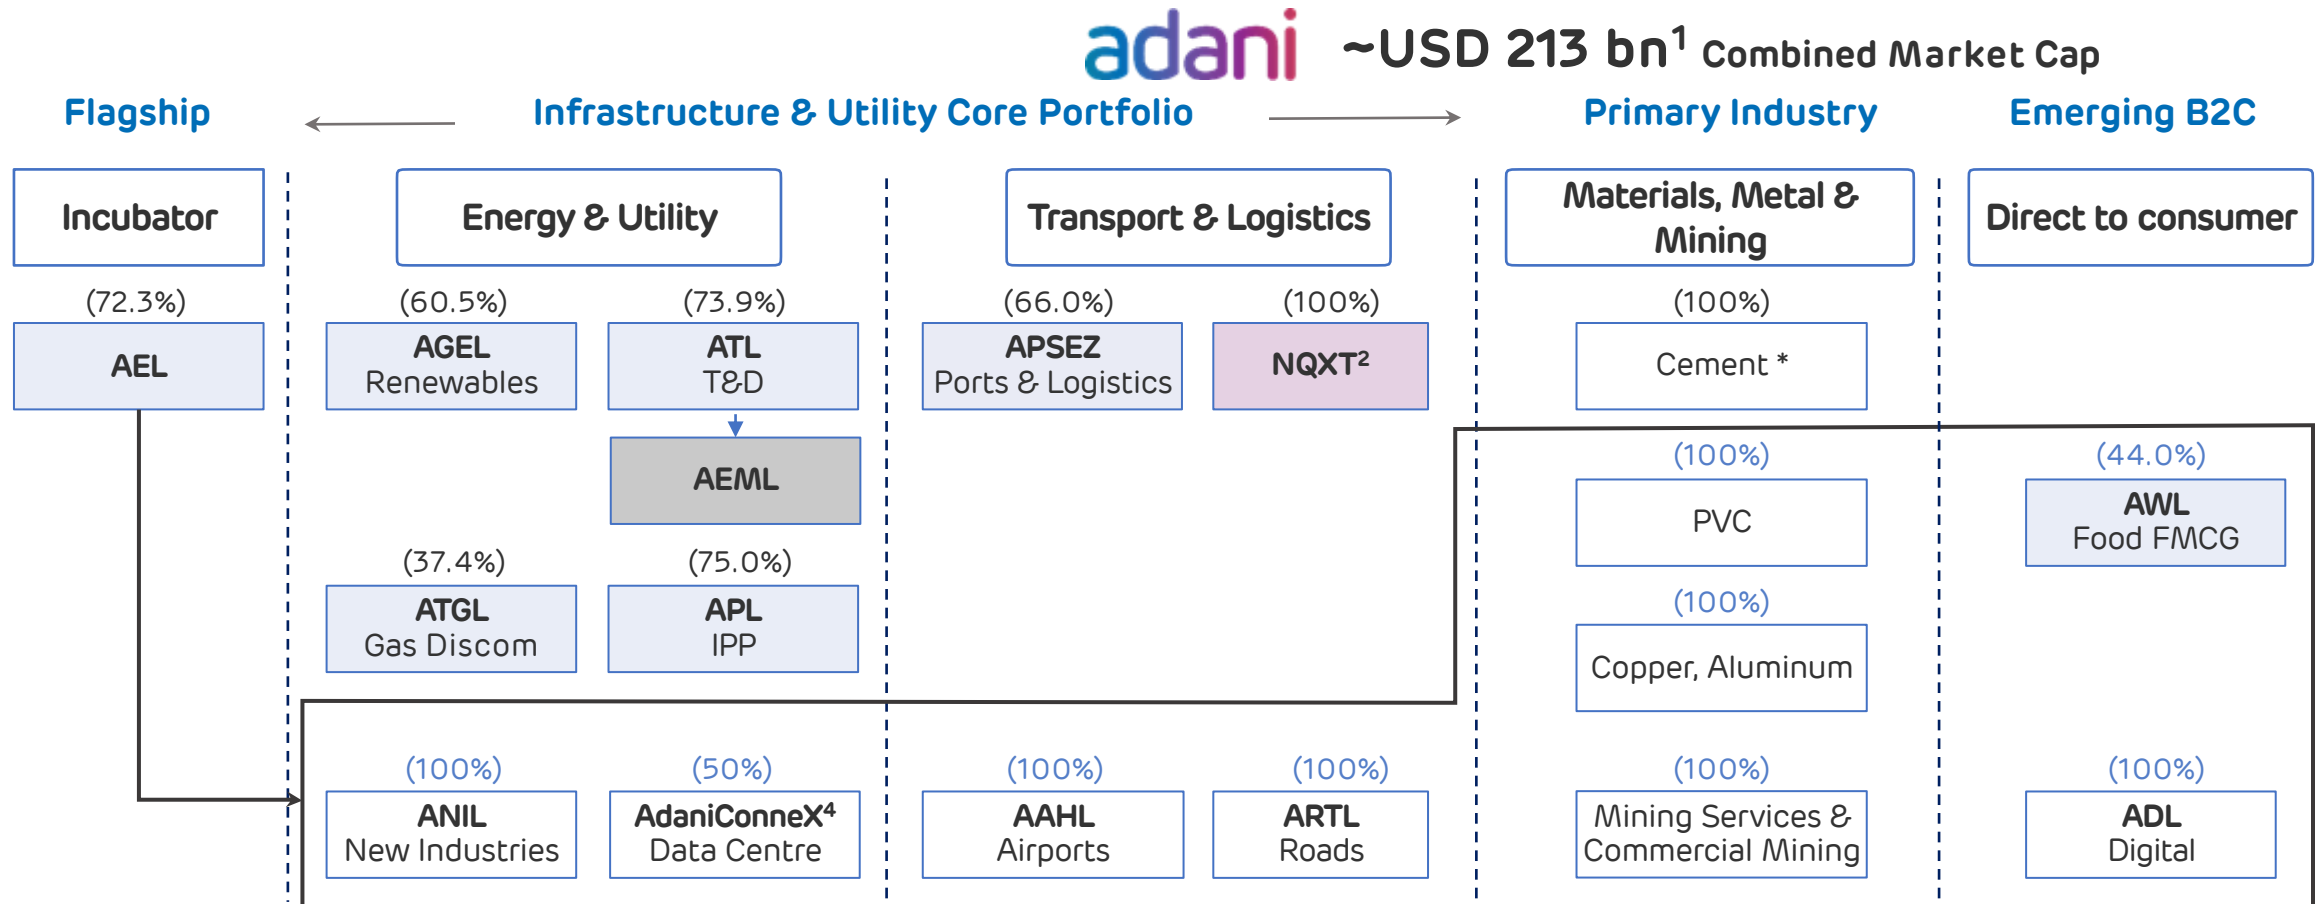 adani ~USD 213 bn¹ Combined Market Cap
Flagship
Infrastructure & Utility Core Portfolio
Primary Industry
Emerging B2C
Incubator
Energy & Utility
Transport & Logistics
Materials, Metal &
Mining
Direct to consumer
(72.3%)
(60.5%)
(73.9%)
(66.0%)
(100%)
(100%)
AEL
AGEL
Renewables
ATL
T&D
APSEZ
Ports & Logistics
NQXT²
Cement *
AEML
(100%)
(44.0%)
PVC
AWL
Food FMCG
(37.4%)
(75.0%)
ATGL
Gas Discom
APL
IPP
(100%)
Copper, Aluminum
(100%)
(50%)
(100%)
(100%)
(100%)
(100%)
ANIL
New Industries
AdaniConneX⁴
Data Centre
AAHL
Airports
ARTL
Roads
Mining Services &
Commercial Mining
ADL
Digital